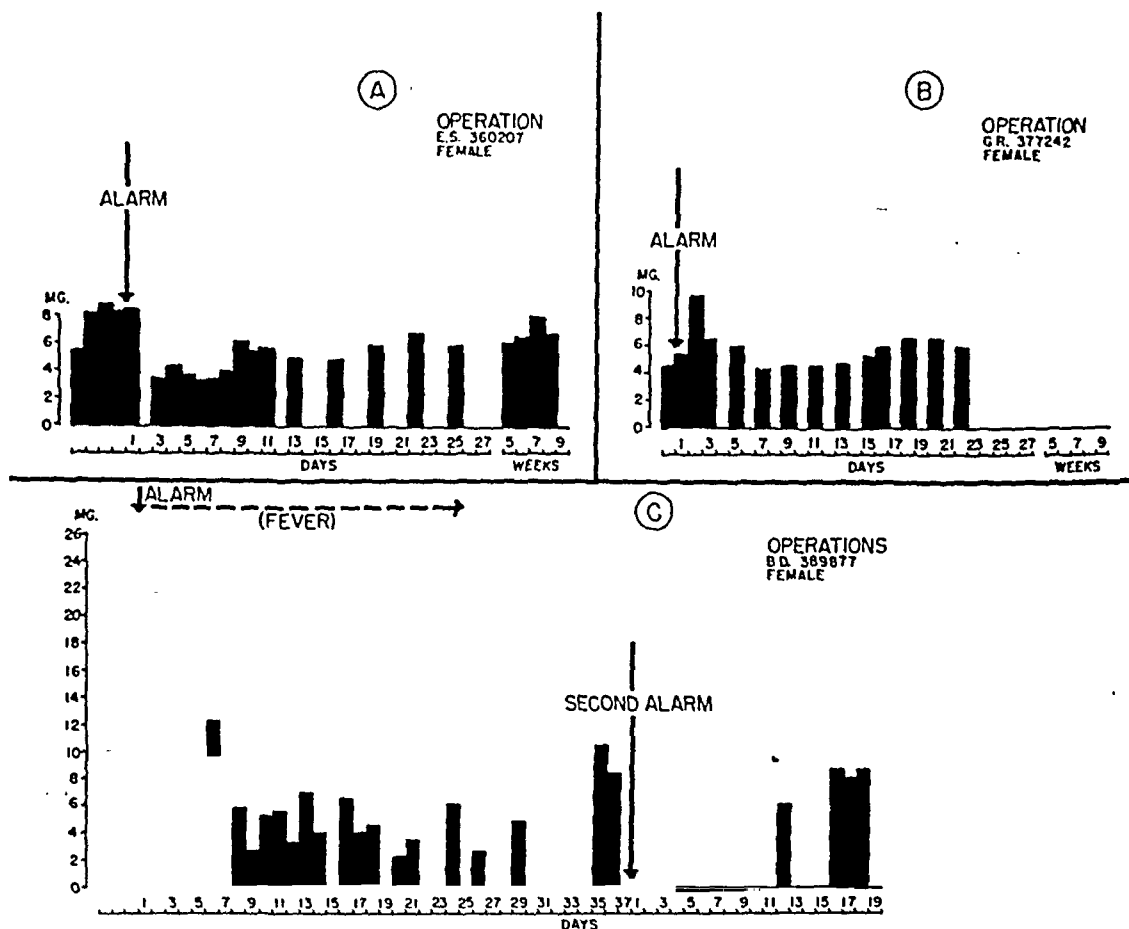 A
OPERATION
E.S. 360207
FEMALE
ALARM
MG.
8
6
4
2
0
1 3 5 7 9 11 13 15 17 19 21 23 25 27 5 7 9
DAYS WEEKS
B
OPERATION
G.R. 377242
FEMALE
ALARM
MG.
10
8
6
4
2
0
1 3 5 7 9 11 13 15 17 19 21 23 25 27 5 7 9
DAYS WEEKS
ALARM
(FEVER)
C
OPERATIONS
B.D. 389877
FEMALE
MG.
26
24
22
20
18
16
14
12
10
8
6
4
2
0
SECOND ALARM
1 3 5 7 9 11 13 15 17 19 21 23 25 27 29 31 33 35 37 1 3 5 7 9 11 13 15 17 19
DAYS